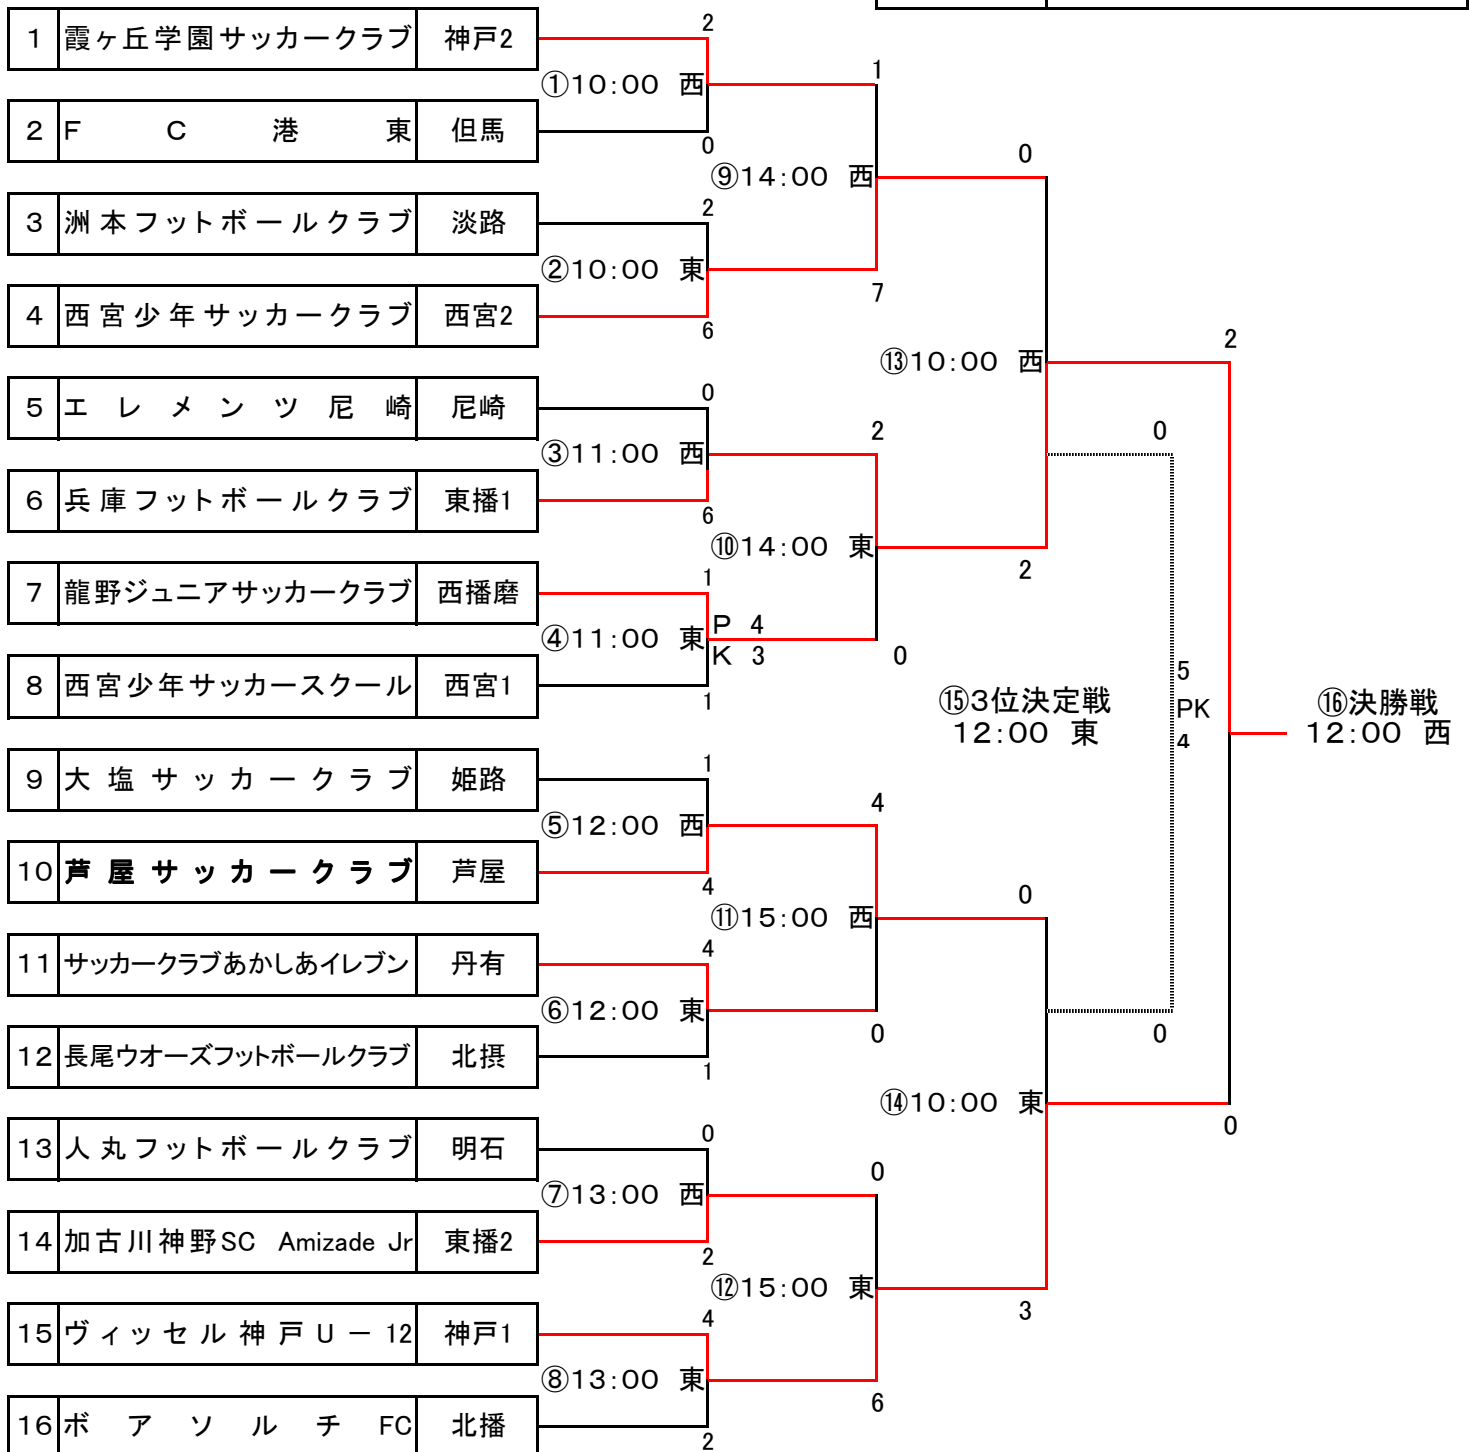 1 霞ヶ丘学園サッカークラブ 神戸2
2
①10:00 西
1
2 F C 港 東 但馬
0
⑨14:00 西
0
3 洲本フットボールクラブ 淡路
2
②10:00 東
7
4 西宮少年サッカークラブ 西宮2
6
⑬10:00 西
2
5 エレメンツ尼崎 尼崎
0
③11:00 西
2
0
6 兵庫フットボールクラブ 東播1
6
⑩14:00 東
2
7 龍野ジュニアサッカークラブ 西播磨
1
④11:00 東
P 4
K 3
0
8 西宮少年サッカースクール 西宮1
1
⑮3位決定戦
12:00 東
5
PK
4
⑯決勝戦
12:00 西
9 大塩サッカークラブ 姫路
1
⑤12:00 西
4
10 芦屋サッカークラブ 芦屋
4
⑪15:00 西
0
11 サッカークラブあかしあイレブン 丹有
4
⑥12:00 東
0
0
12 長尾ウオーズフットボールクラブ 北摂
1
⑭10:00 東
0
13 人丸フットボールクラブ 明石
0
⑦13:00 西
0
14 加古川神野SC Amizade Jr 東播2
2
⑫15:00 東
3
15 ヴィッセル神戸U－12 神戸1
4
⑧13:00 東
6
16 ボアソルチFC 北播
2